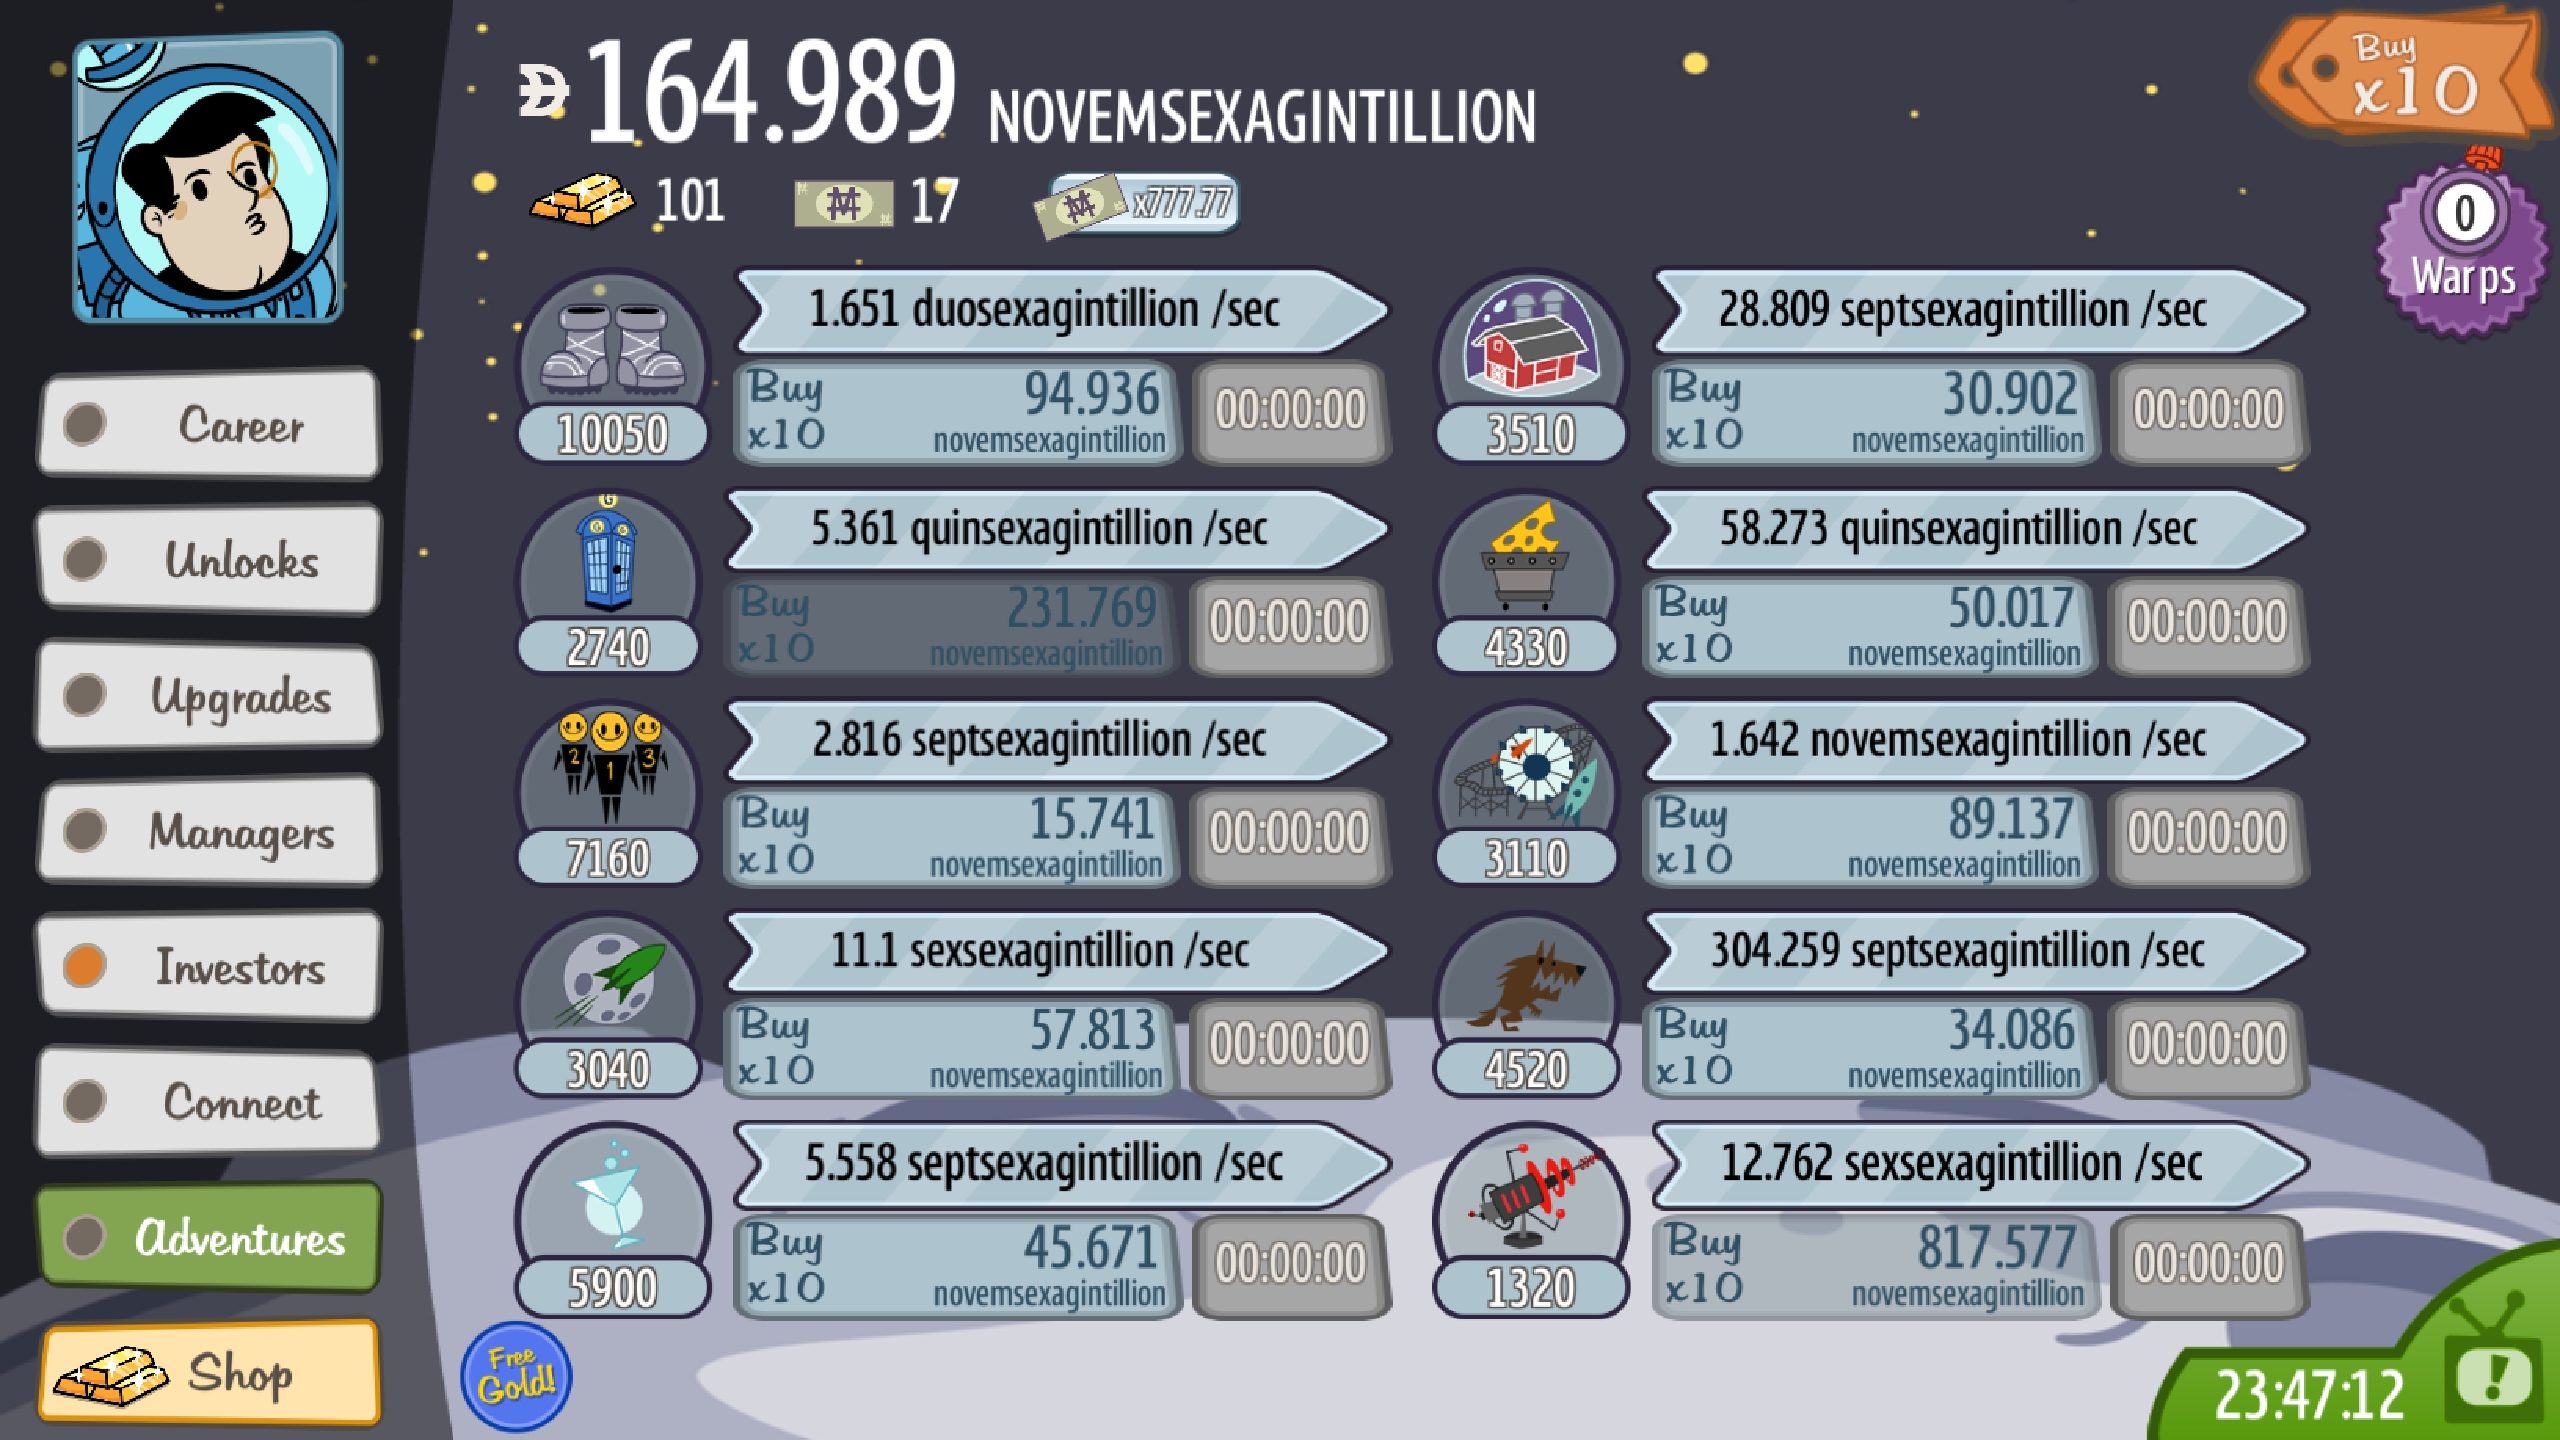 164.989 NOVEMSEXAGINTILLION
101
17
x777.77
Buy
x10
0
Warps
Career
Unlocks
Upgrades
Managers
Investors
Connect
Adventures
Shop
1.651 duosexagintillion /sec
10050
Buy
x10
94.936
novemsexagintillion
00:00:00
28.809 septsexagintillion /sec
3510
Buy
x10
30.902
novemsexagintillion
00:00:00
G
G
G
5.361 quinsexagintillion /sec
2740
Buy
x10
231.769
novemsexagintillion
00:00:00
58.273 quinsexagintillion /sec
4330
Buy
x10
50.017
novemsexagintillion
00:00:00
2 1 3
2.816 septsexagintillion /sec
7160
Buy
x10
15.741
novemsexagintillion
00:00:00
1.642 novemsexagintillion /sec
3110
Buy
x10
89.137
novemsexagintillion
00:00:00
11.1 sexsexagintillion /sec
3040
Buy
x10
57.813
novemsexagintillion
00:00:00
304.259 septsexagintillion /sec
4520
Buy
x10
34.086
novemsexagintillion
00:00:00
5.558 septsexagintillion /sec
5900
Buy
x10
45.671
novemsexagintillion
00:00:00
12.762 sexsexagintillion /sec
1320
Buy
x10
817.577
novemsexagintillion
00:00:00
Free
Gold!
23:47:12
!